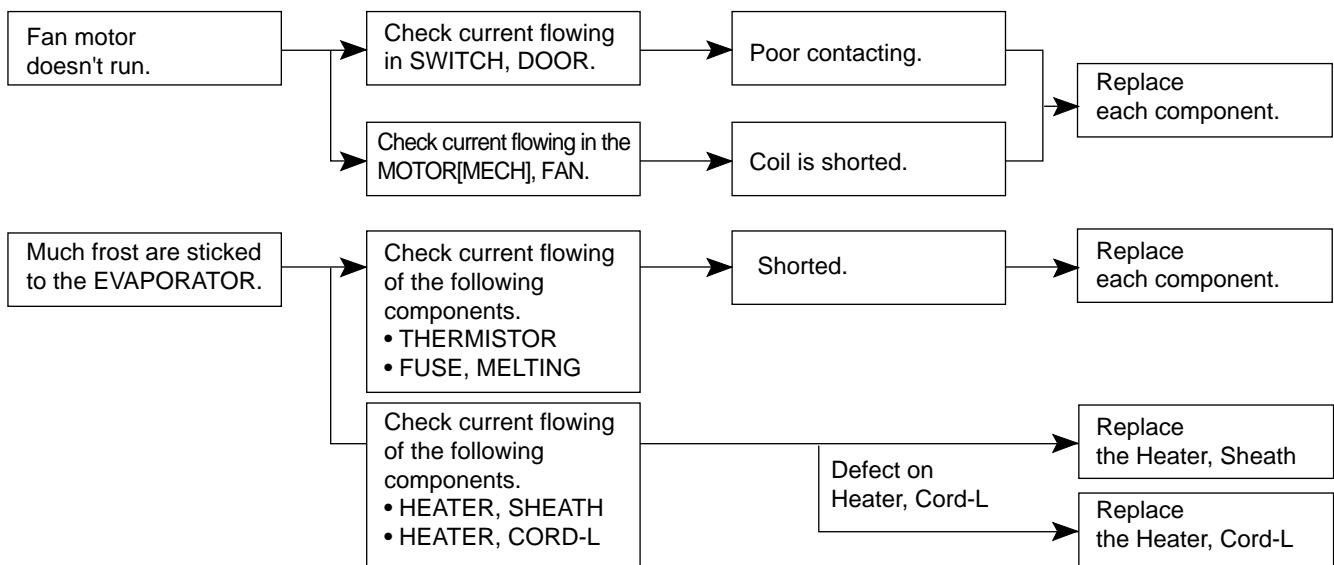 Fan motor
doesn't run.
Check current flowing
in SWITCH, DOOR.
Poor contacting.
Replace
each component.
Check current flowing in the
MOTOR[MECH], FAN.
Coil is shorted.
Much frost are sticked
to the EVAPORATOR.
Check current flowing
of the following
components.
• THERMISTOR
• FUSE, MELTING
Shorted.
Replace
each component.
Check current flowing
of the following
components.
• HEATER, SHEATH
• HEATER, CORD-L
Defect on
Heater, Cord-L
Replace
the Heater, Sheath
Replace
the Heater, Cord-L